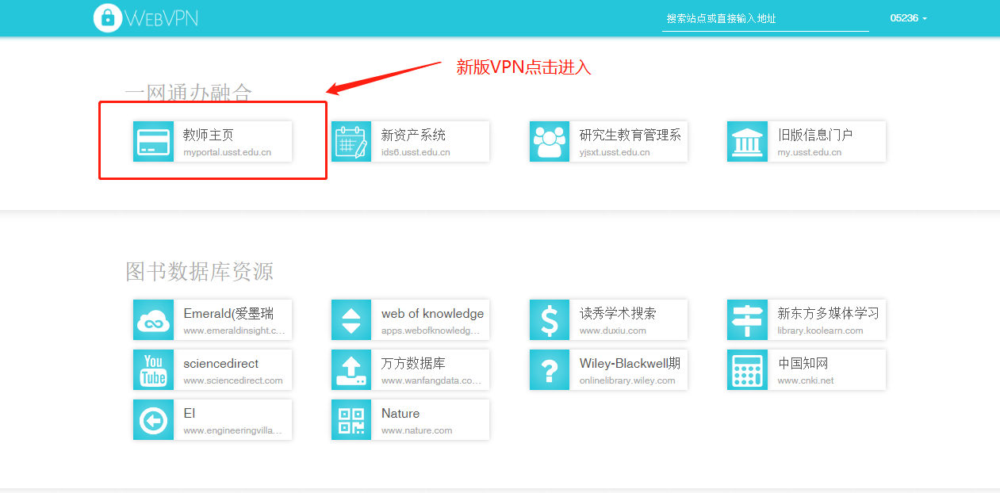 WEBVPN
搜索站点或直接输入地址
05236
新版VPN点击进入
一网通办融合
教师主页
myportal.usst.edu.cn
新资产系统
ids6.usst.edu.cn
研究生教育管理系
yjsxt.usst.edu.cn
旧版信息门户
my.usst.edu.cn
图书数据库资源
Emerald(爱墨瑞
www.emeraldinsight.c...
web of knowledge
apps.webofknowledg...
读秀学术搜索
www.duxiu.com
新东方多媒体学习
library.koolearn.com
You
Tube
sciencedirect
www.sciencedirect.com
万方数据库
www.wanfangdata.co...
Wiley-Blackwell期
onlinelibrary.wiley.com
中国知网
www.cnki.net
EI
www.engineeringvilla...
Nature
www.nature.com